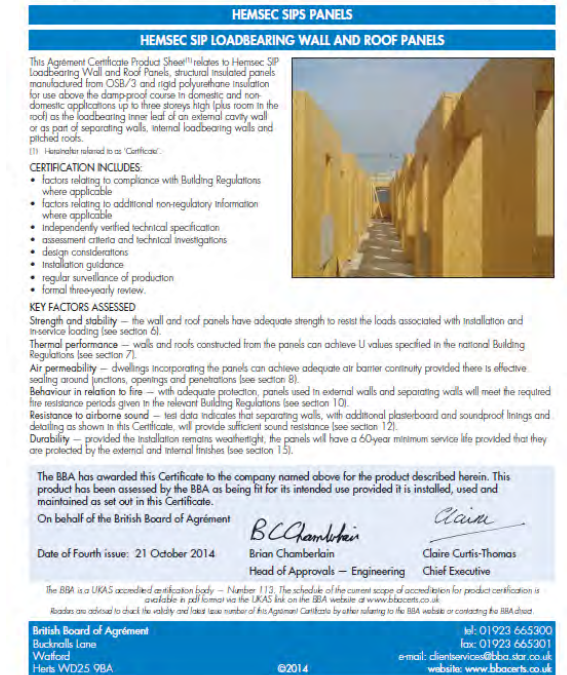 HEMSEC SIPS PANELS
HEMSEC SIP LOADBEARING WALL AND ROOF PANELS
This Agrément Certificate Product Sheet(1) relates to Hemsec SIP
Loadbearing Wall and Roof Panels, structural insulated panels
manufactured from OSB/3 and rigid polyurethane insulation
for use above the damp-proof course in domestic and non-
domestic applications up to three storeys high (plus room in the
roof) as the loadbearing inner leaf of an external cavity wall
or as part of separating walls, internal loadbearing walls and
pitched roofs.
(1) Hereinafter referred to as 'Certificate'.
CERTIFICATION INCLUDES:
• factors relating to compliance with Building Regulations
where applicable
• factors relating to additional non-regulatory information
where applicable
• independently verified technical specification
• assessment criteria and technical investigations
• design considerations
• installation guidance
• regular surveillance of production
• formal three-yearly review.
KEY FACTORS ASSESSED
Strength and stability — the wall and roof panels have adequate strength to resist the loads associated with installation and
in-service loading (see section 6).
Thermal performance — walls and roofs constructed from the panels can achieve U values specified in the national Building
Regulations (see section 7).
Air permeability — dwellings incorporating the panels can achieve adequate air barrier continuity provided there is effective
sealing around junctions, openings and penetrations (see section 8).
Behaviour in relation to fire — with adequate protection, panels used in external walls and separating walls will meet the required
fire resistance periods given in the relevant Building Regulations (see section 10).
Resistance to airborne sound — test data indicates that separating walls, with additional plasterboard and soundproof linings and
detailing as shown in this Certificate, will provide sufficient sound resistance (see section 12).
Durability — provided the installation remains weathertight, the panels will have a 60-year minimum service life provided that they
are protected by the external and internal finishes (see section 15).
The BBA has awarded this Certificate to the company named above for the product described herein. This
product has been assessed by the BBA as being fit for its intended use provided it is installed, used and
maintained as set out in this Certificate.
On behalf of the British Board of Agrément
B C Chamberlain
Claire
Date of Fourth issue: 21 October 2014
Brian Chamberlain
Claire Curtis-Thomas
Head of Approvals — Engineering
Chief Executive
The BBA is a UKAS accredited certification body — Number 113. The schedule of the current scope of accreditation for product certification is
available in pdf format via the UKAS link on the BBA website at www.bbacerts.co.uk
Readers are advised to check the validity and latest issue number of this Agrément Certificate by either referring to the BBA website or contacting the BBA direct.
British Board of Agrément
Bucknalls Lane
Watford
Herts WD25 9BA
©2014
tel: 01923 665300
fax: 01923 665301
e-mail: clientservices@bba.star.co.uk
website: www.bbacerts.co.uk